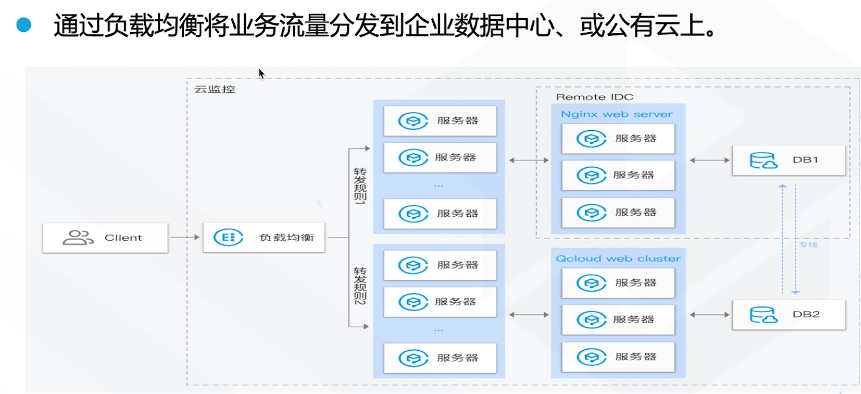 通过负载均衡将业务流量分发到企业数据中心、或公有云上。
云监控
Client
负载均衡
转发规则1
转发规则2
服务器
服务器
...
服务器
服务器
服务器
...
服务器
Remote IDC
Nginx web server
服务器
服务器
服务器
Qcloud web cluster
服务器
服务器
服务器
DB1
专线
DB2